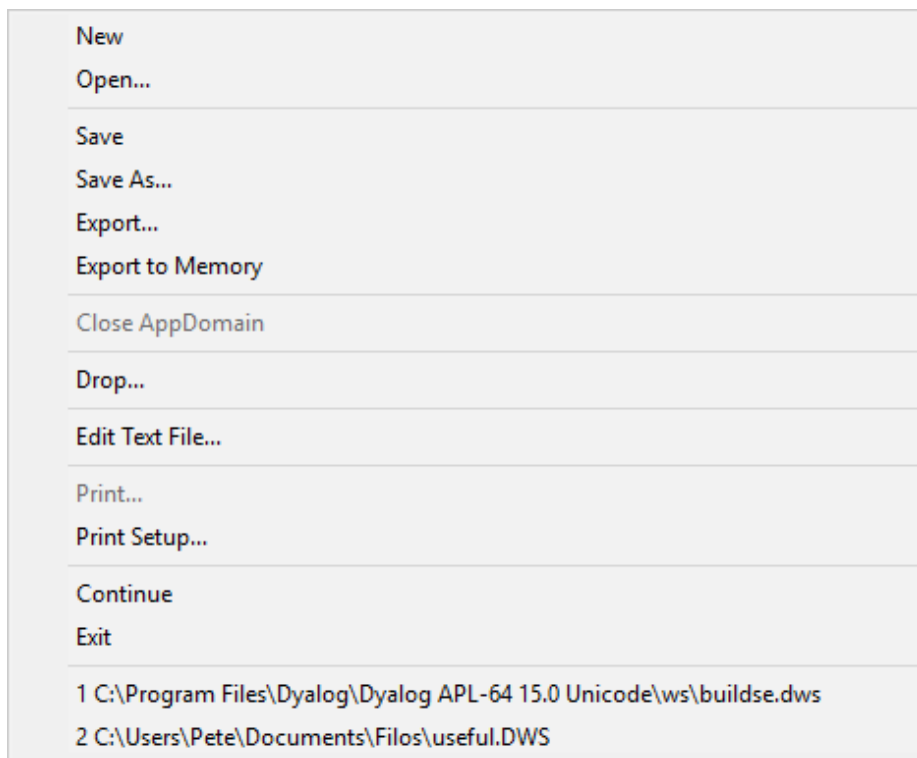 New
Open...
Save
Save As...
Export...
Export to Memory
Close AppDomain
Drop...
Edit Text File...
Print...
Print Setup...
Continue
Exit
1 C:\Program Files\Dyalog\Dyalog APL-64 15.0 Unicode\ws\buildse.dws
2 C:\Users\Pete\Documents\Filos\useful.DWS